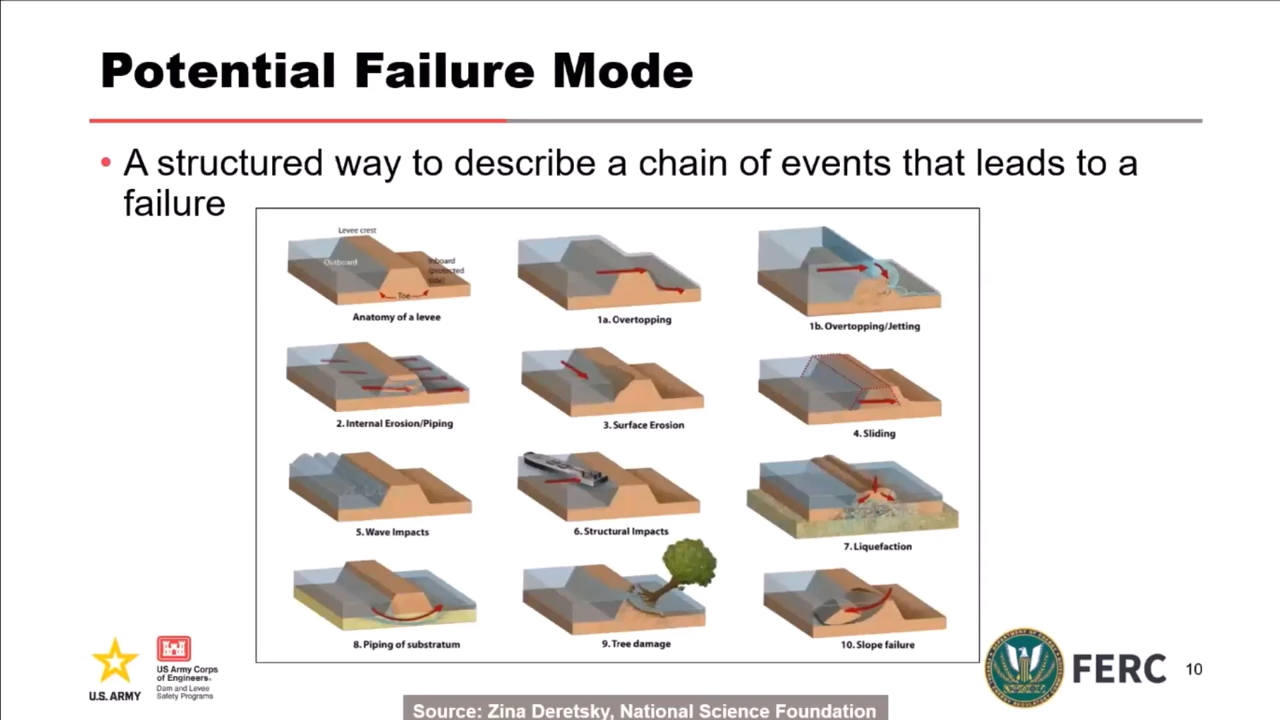 Potential Failure Mode
• A structured way to describe a chain of events that leads to a
failure
Levee crest
Outboard
Inboard
(protected
side)
Toe
Anatomy of a levee
1a. Overtopping
1b. Overtopping/Jetting
2. Internal Erosion/Piping
3. Surface Erosion
4. Sliding
5. Wave Impacts
6. Structural Impacts
7. Liquefaction
8. Piping of substratum
9. Tree damage
10. Slope failure
U.S. ARMY
US Army Corps
of Engineers®
Dam and Levee
Safety Programs
FERC
10
Source: Zina Deretsky, National Science Foundation